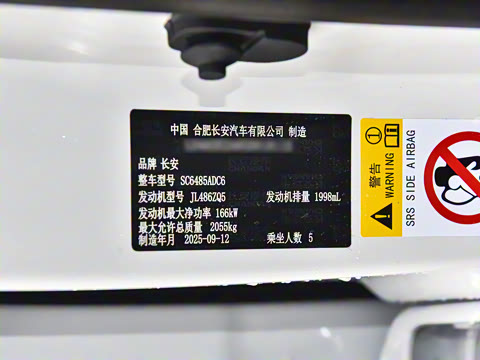 中国 合肥长安汽车有限公司 制造
品牌 长安
整车型号 SC6485ADC6
发动机型号 JL486ZQ5 发动机排量 1998mL
发动机最大净功率 166kW
最大允许总质量 2055kg
制造年月 2025-09-12 乘坐人数 5
警告
WARNING
SRS SIDE AIRBAG